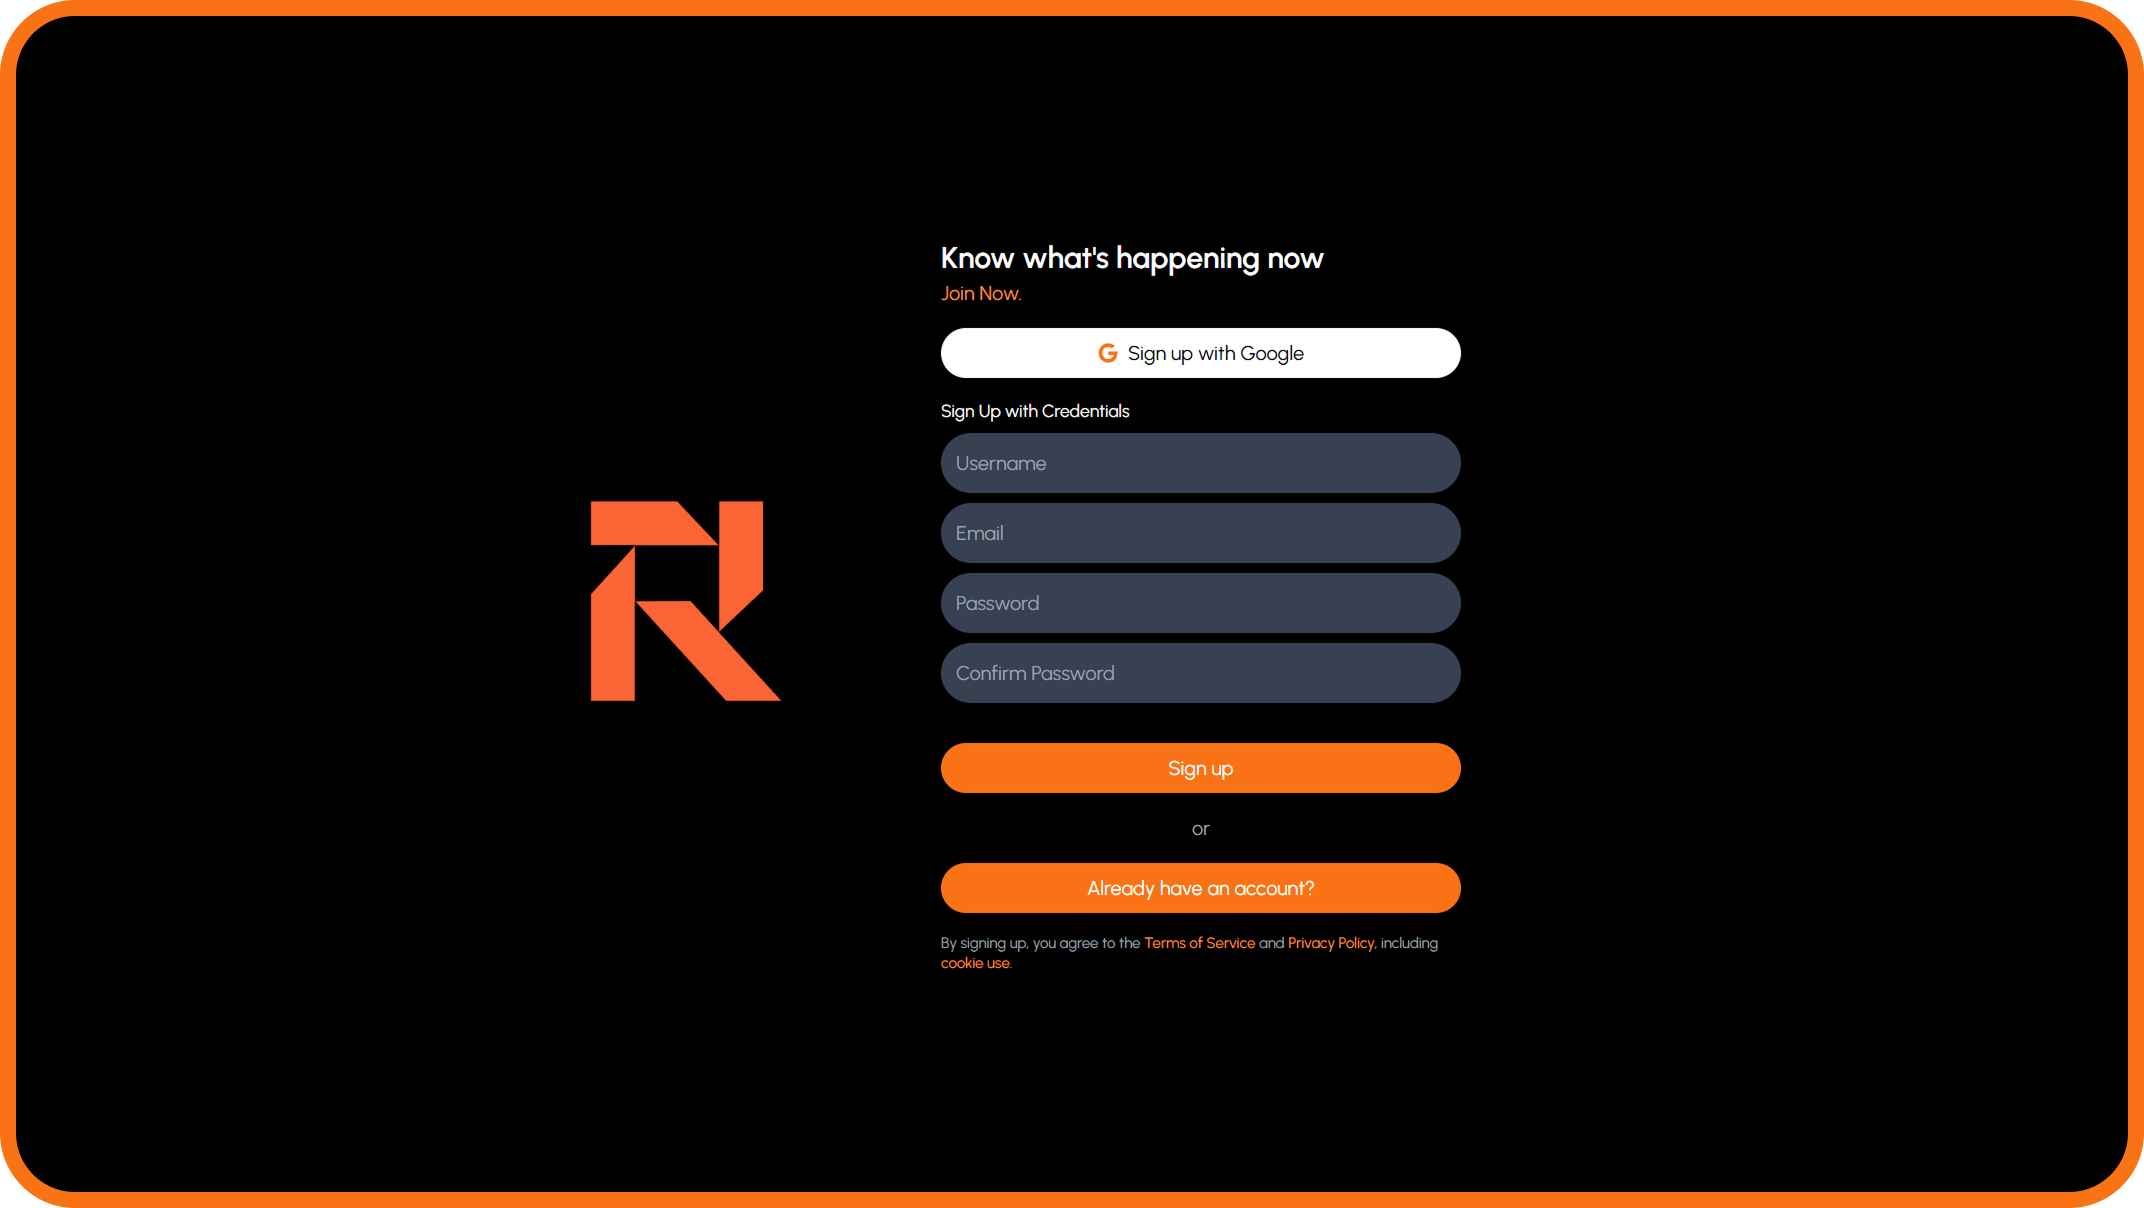 Know what's happening now
Join Now.
Sign up with Google
Sign Up with Credentials
Username
Email
Password
Confirm Password
Sign up
or
Already have an account?
By signing up, you agree to the Terms of Service and Privacy Policy, including
cookie use.